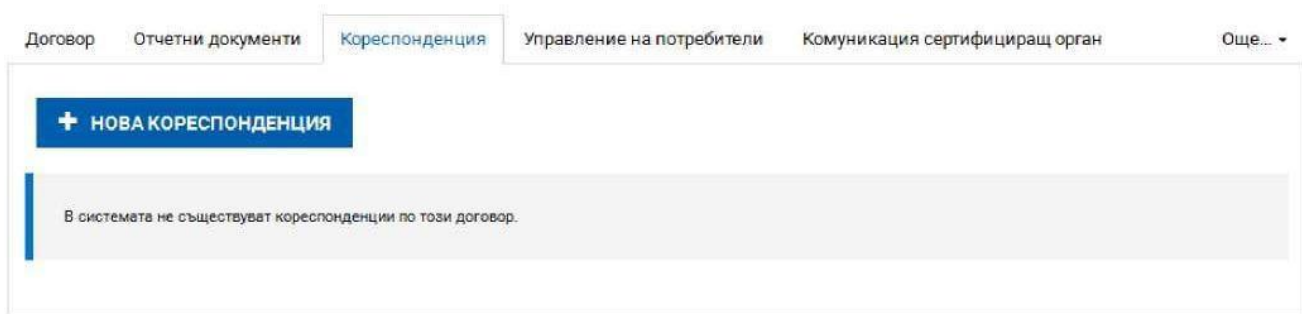 Договор Отчетни документи Кореспонденция Управление на потребители Комуникация сертифициращ орган Още...
+ НОВА КОРЕСПОНДЕНЦИЯ
В системата не съществуват кореспонденции по този договор.